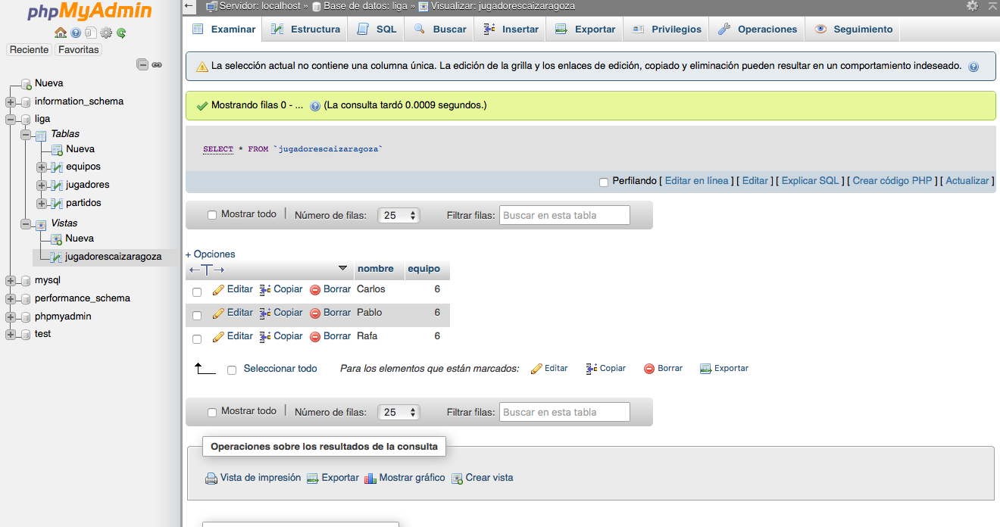 phpMyAdmin
Reciente Favoritas
Nueva
information_schema
liga
Tablas
Nueva
equipos
jugadores
partidos
Vistas
Nueva
jugadorescaizaragoza
mysql
performance_schema
phpmyadmin
test
Servidor: localhost » Base de datos: liga » Visualizar: jugadorescaizaragoza
Examinar Estructura SQL Buscar Insertar Exportar Privilegios Operaciones Seguimiento
La selección actual no contiene una columna única. La edición de la grilla y los enlaces de edición, copiado y eliminación pueden resultar en un comportamiento indeseado.
Mostrando filas 0 - ... (La consulta tardó 0.0009 segundos.)
SELECT * FROM `jugadorescaizaragoza`
Perfilando [ Editar en línea ] [ Editar ] [ Explicar SQL ] [ Crear código PHP ] [ Actualizar ]
Mostrar todo | Número de filas: 25 Filtrar filas: Buscar en esta tabla
+ Opciones
←T→ nombre equipo
Editar Copiar Borrar Carlos 6
Editar Copiar Borrar Pablo 6
Editar Copiar Borrar Rafa 6
Seleccionar todo Para los elementos que están marcados: Editar Copiar Borrar Exportar
Mostrar todo | Número de filas: 25 Filtrar filas: Buscar en esta tabla
Operaciones sobre los resultados de la consulta
Vista de impresión Exportar Mostrar gráfico Crear vista